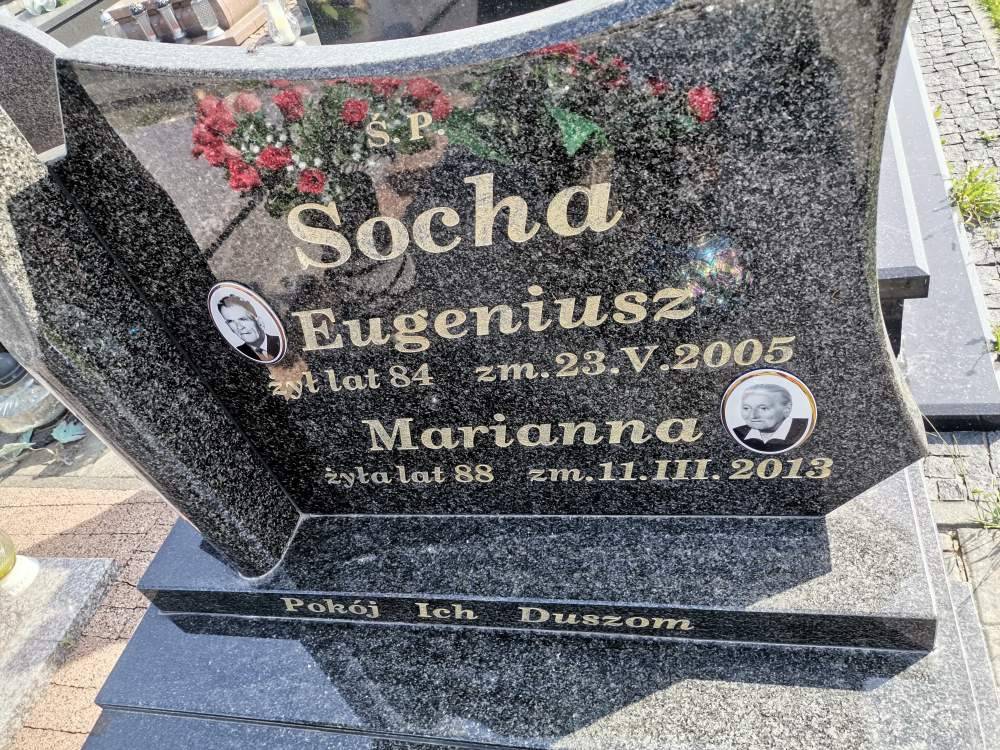 Ś.P.
Socha
Eugeniusz
żył lat 84 zm. 23.V.2005
Marianna
żyła lat 88 zm. 11.III.2013
Pokój Ich Duszom